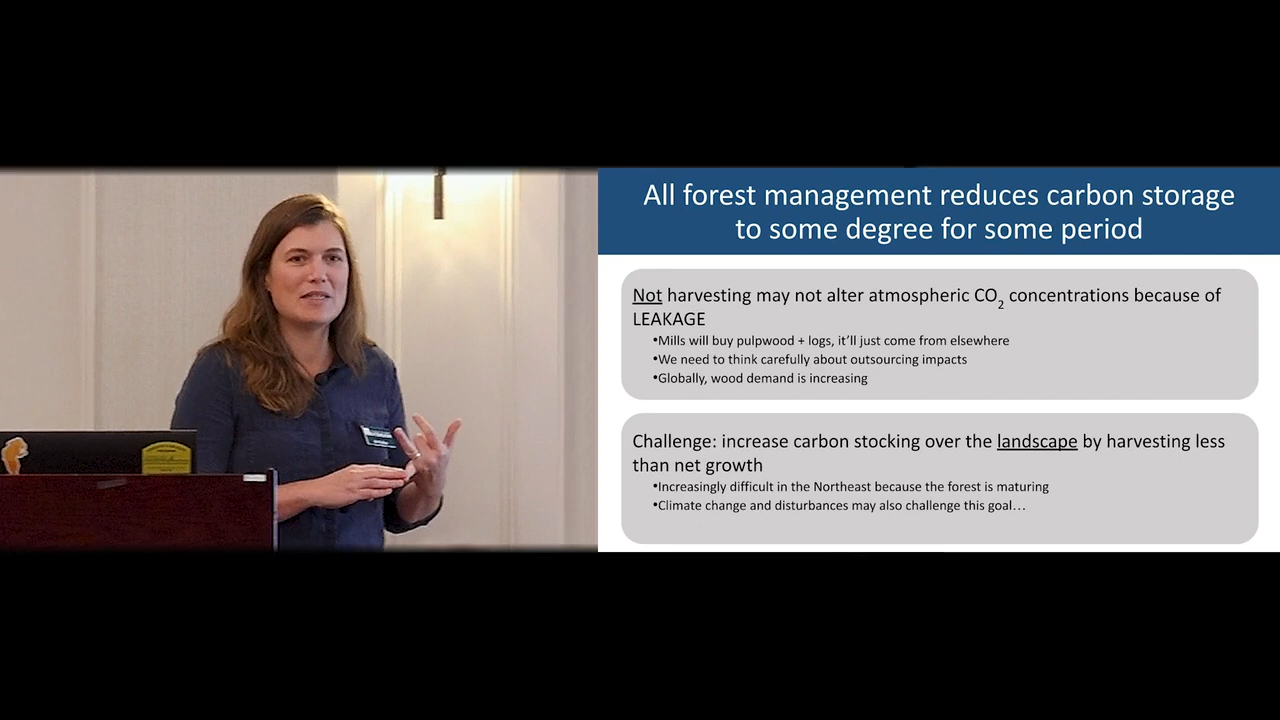 All forest management reduces carbon storage
to some degree for some period
Not harvesting may not alter atmospheric CO2 concentrations because of
LEAKAGE
•Mills will buy pulpwood + logs, it'll just come from elsewhere
•We need to think carefully about outsourcing impacts
•Globally, wood demand is increasing
Challenge: increase carbon stocking over the landscape by harvesting less
than net growth
•Increasingly difficult in the Northeast because the forest is maturing
•Climate change and disturbances may also challenge this goal…